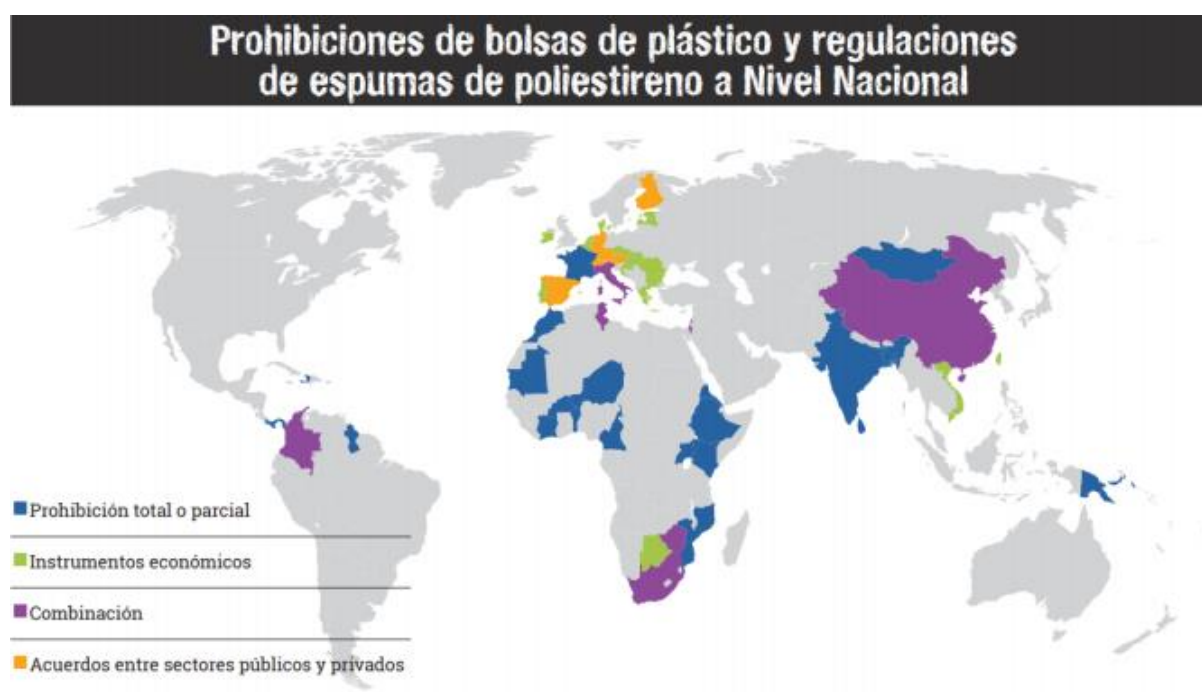 Prohibiciones de bolsas de plástico y regulaciones
de espumas de poliestireno a Nivel Nacional
Prohibición total o parcial
Instrumentos económicos
Combinación
Acuerdos entre sectores públicos y privados